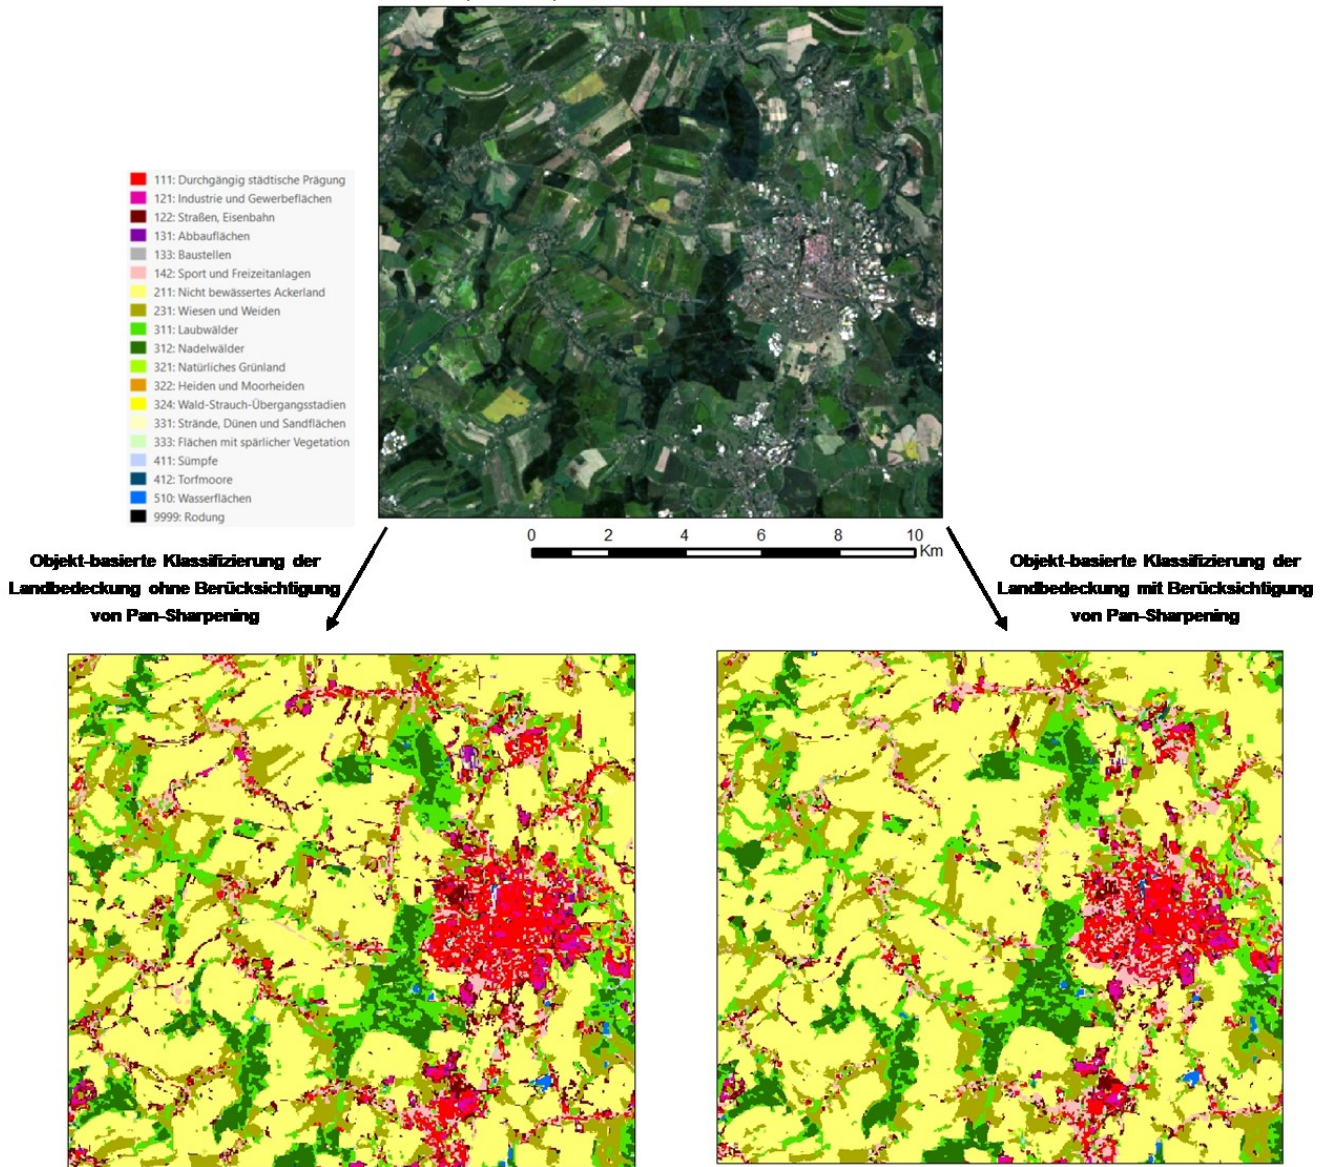 111: Durchgängig städtische Prägung
121: Industrie und Gewerbeflächen
122: Straßen, Eisenbahn
131: Abbauflächen
133: Baustellen
142: Sport und Freizeitanlagen
211: Nicht bewässertes Ackerland
231: Wiesen und Weiden
311: Laubwälder
312: Nadelwälder
321: Natürliches Grünland
322: Heiden und Moorheiden
324: Wald-Strauch-Übergangsstadien
331: Strände, Dünen und Sandflächen
333: Flächen mit spärlicher Vegetation
411: Sümpfe
412: Torfmoore
510: Wasserflächen
9999: Rodung
0 2 4 6 8 10
Km
Objekt-basierte Klassifizierung der
Landbedeckung ohne Berücksichtigung
von Pan-Sharpening
Objekt-basierte Klassifizierung der
Landbedeckung mit Berücksichtigung
von Pan-Sharpening